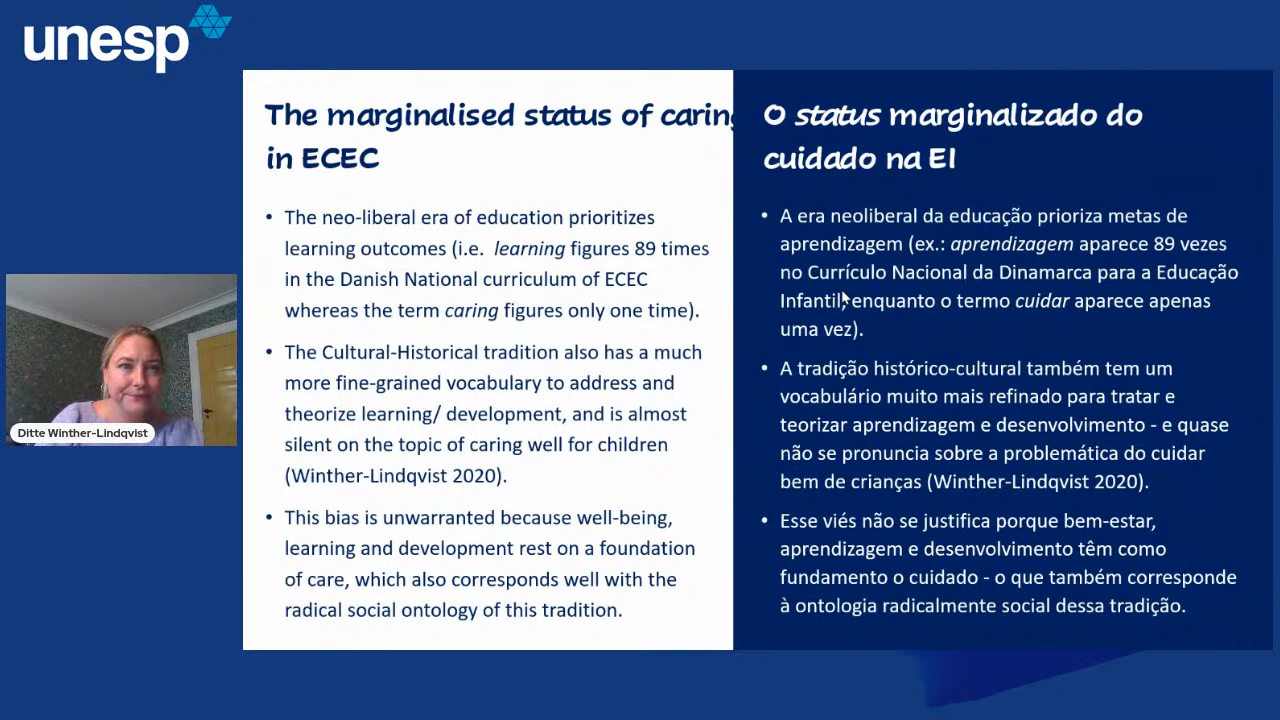 unesp
The marginalised status of caring
in ECEC
• The neo-liberal era of education prioritizes
learning outcomes (i.e. learning figures 89 times
in the Danish National curriculum of ECEC
whereas the term caring figures only one time).
• The Cultural-Historical tradition also has a much
more fine-grained vocabulary to address and
theorize learning/ development, and is almost
silent on the topic of caring well for children
(Winther-Lindqvist 2020).
• This bias is unwarranted because well-being,
learning and development rest on a foundation
of care, which also corresponds well with the
radical social ontology of this tradition.
O status marginalizado do
cuidado na EI
• A era neoliberal da educação prioriza metas de
aprendizagem (ex.: aprendizagem aparece 89 vezes
no Currículo Nacional da Dinamarca para a Educação
Infantil, enquanto o termo cuidar aparece apenas
uma vez).
• A tradição histórico-cultural também tem um
vocabulário muito mais refinado para tratar e
teorizar aprendizagem e desenvolvimento - e quase
não se pronuncia sobre a problemática do cuidar
bem de crianças (Winther-Lindqvist 2020).
• Esse viés não se justifica porque bem-estar,
aprendizagem e desenvolvimento têm como
fundamento o cuidado - o que também corresponde
à ontologia radicalmente social dessa tradição.
Ditte Winther-Lindqvist